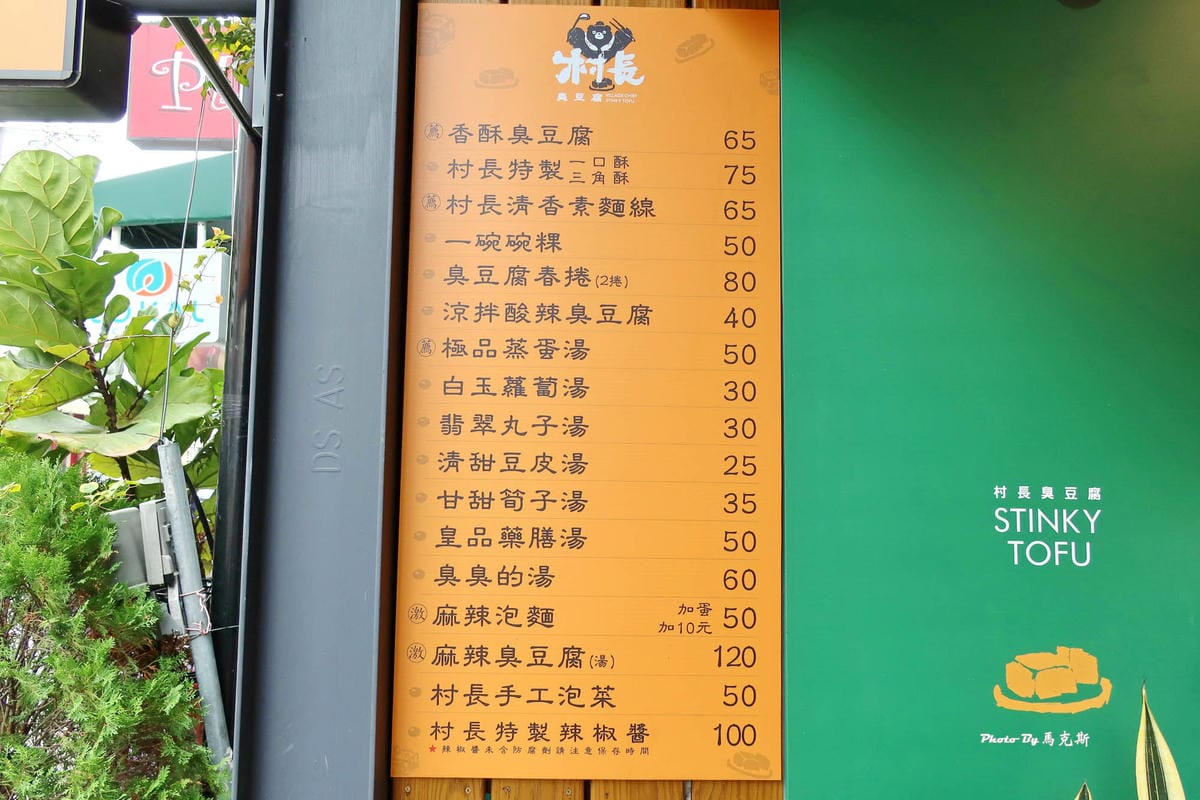 村長
臭豆腐 VILLAGE CHIEF STINKY TOFU
薦 香酥臭豆腐 65
村長特製 一口酥 三角酥 75
薦 村長清香素麵線 65
一碗碗粿 50
臭豆腐春捲(2捲) 80
涼拌酸辣臭豆腐 40
薦 極品蒸蛋湯 50
白玉蘿蔔湯 30
翡翠丸子湯 30
清甜豆皮湯 25
甘甜筍子湯 35
皇品藥膳湯 50
臭臭的湯 60
激 麻辣泡麵 加蛋加10元 50
激 麻辣臭豆腐(湯) 120
村長手工泡菜 50
村長特製辣椒醬 100
★辣椒醬未含防腐劑請注意保存時間
DS AS
村長臭豆腐
STINKY
TOFU
Photo By 馬克斯